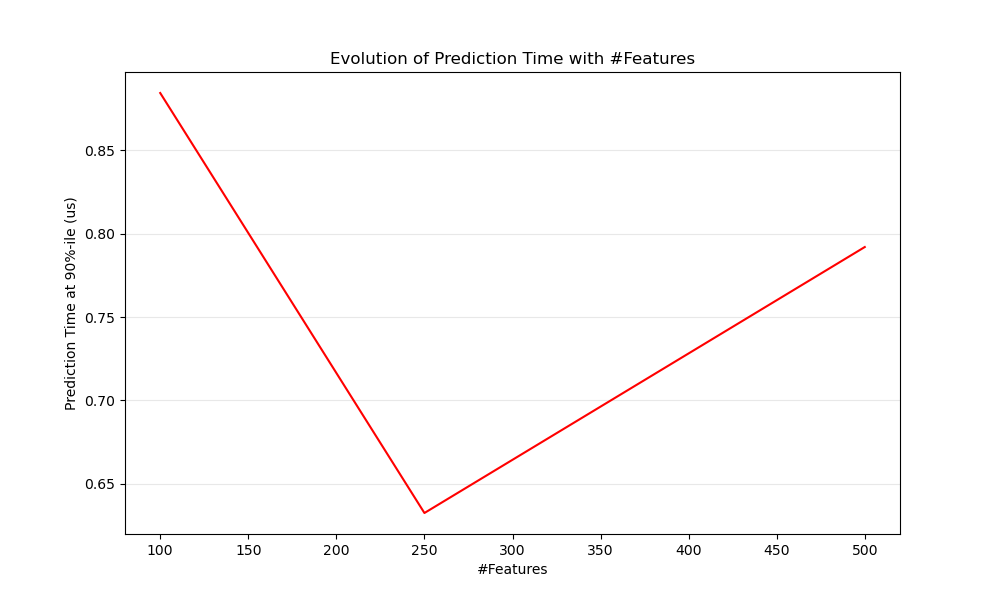 Evolution of Prediction Time with #Features
Prediction Time at 90%-ile (us)
0.85
0.80
0.75
0.70
0.65
100 150 200 250 300 350 400 450 500
#Features